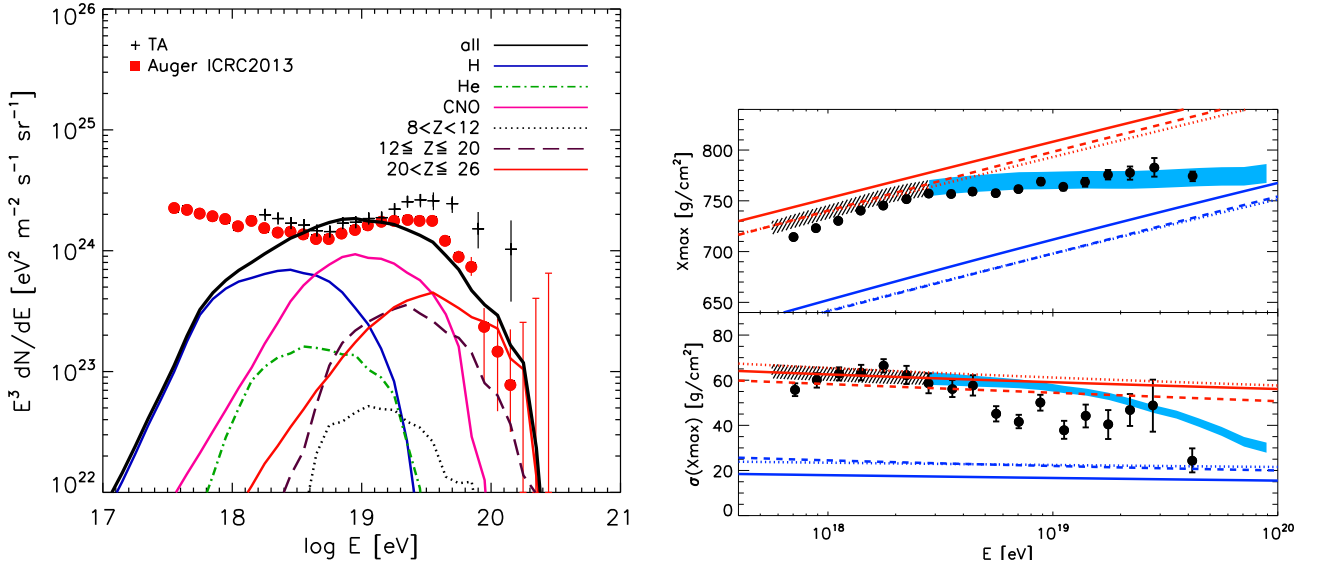 10^26
10^25
10^24
10^23
10^22
E^3 dN/dE [eV^2 m^-2 s^-1 sr^-1]
+ TA
Auger ICRC2013
all
H
He
CNO
8<Z<12
12≦ Z≦ 20
20<Z≦ 26
17 18 19 20 21
log E [eV]
800
750
700
650
Xmax [g/cm^2]
80
60
40
20
0
σ(Xmax) [g/cm^2]
10^18 10^19 10^20
E [eV]